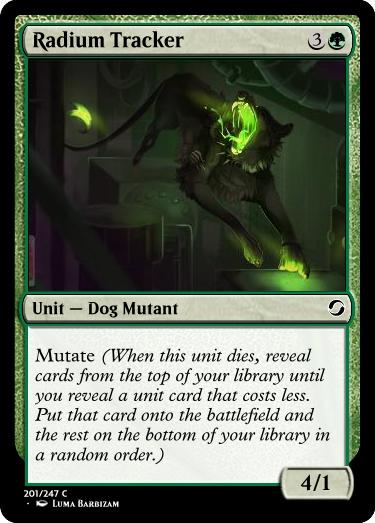 Radium Tracker 3
Unit — Dog Mutant
Mutate (When this unit dies, reveal
cards from the top of your library until
you reveal a unit card that costs less.
Put that card onto the battlefield and
the rest on the bottom of your library in
a random order.)
4/1
201/247 C
· Luma Barbizam